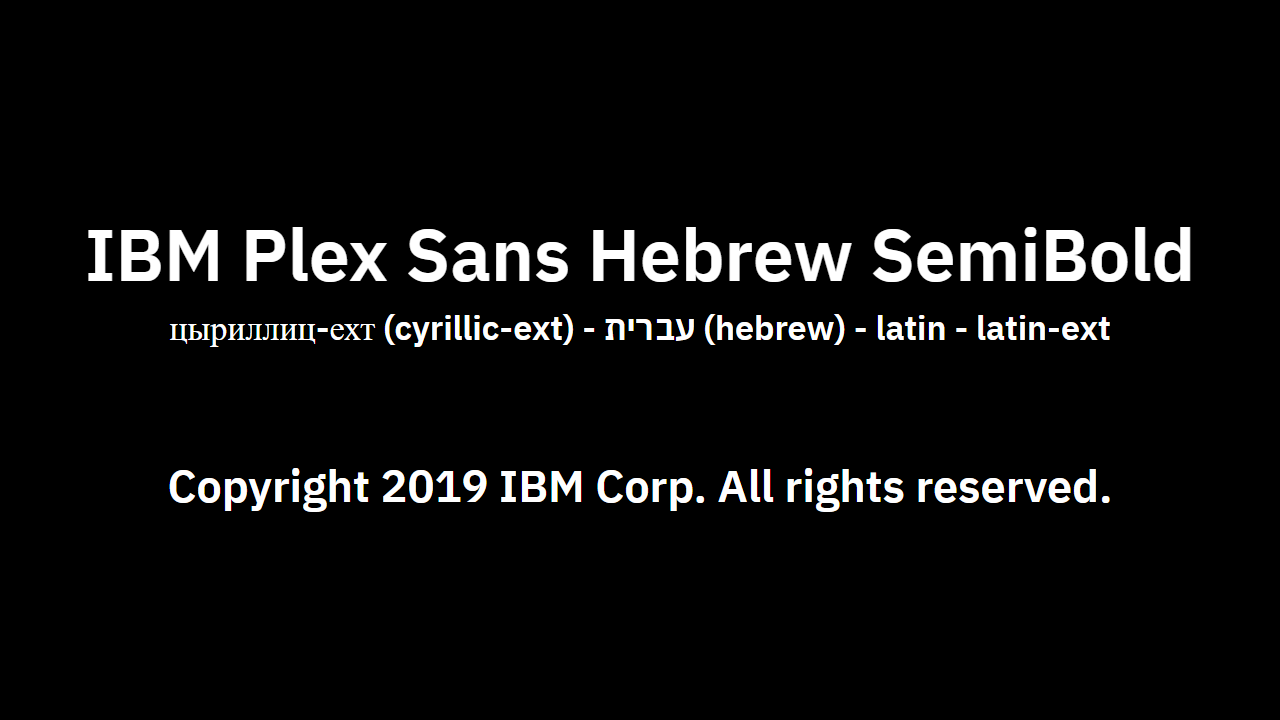 IBM Plex Sans Hebrew SemiBold
цыриллиц-ехт (cyrillic-ext) - עברית (hebrew) - latin - latin-ext
Copyright 2019 IBM Corp. All rights reserved.